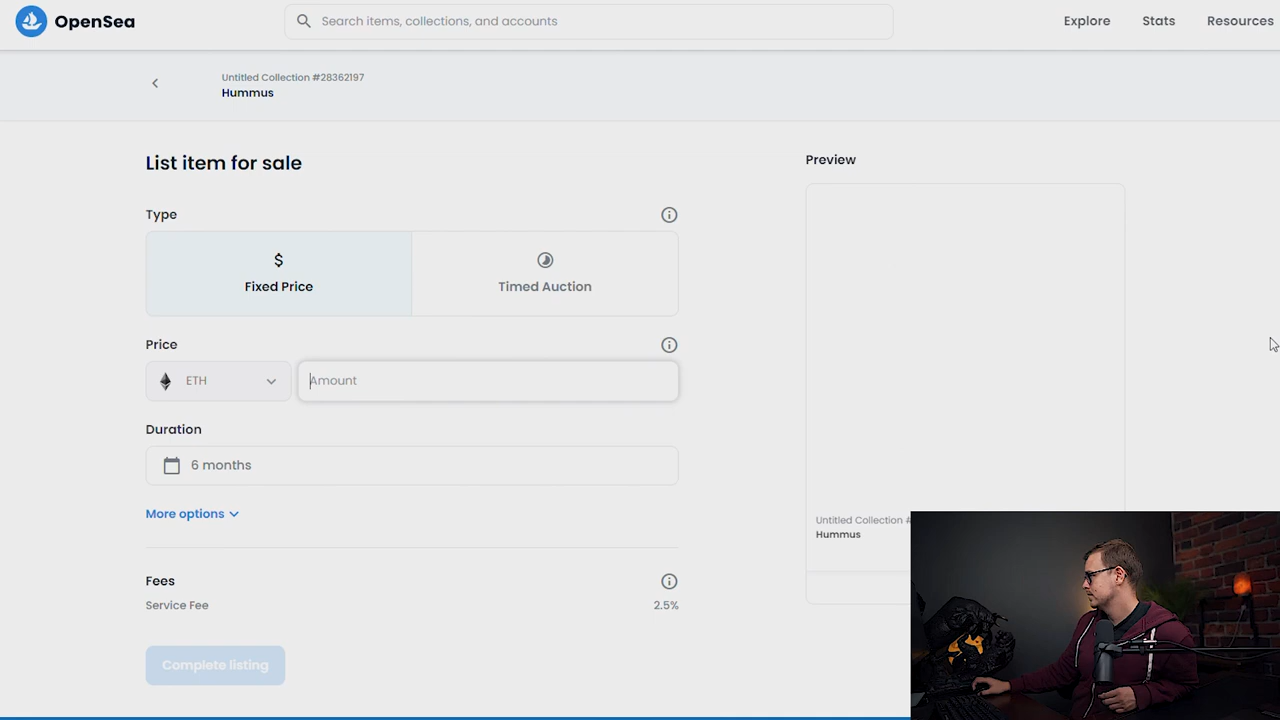 OpenSea
Search items, collections, and accounts
Explore
Stats
Resources
Untitled Collection #28362197
Hummus
List item for sale
Preview
Type
$
Fixed Price
Timed Auction
Price
ETH
Amount
Duration
6 months
More options
Untitled Collection #
Hummus
Fees
Service Fee
2.5%
Complete listing